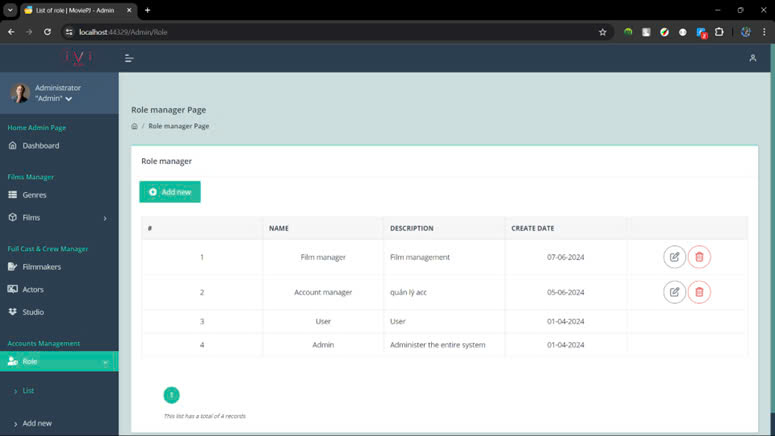 List of role | MoviePJ - Admin
localhost:44329/Admin/Role
ivi
Administrator
"Admin"
Home Admin Page
Dashboard
Films Manager
Genres
Films
Full Cast & Crew Manager
Filmmakers
Actors
Studio
Accounts Management
Role
List
Add new
Role manager Page
/ Role manager Page
Role manager
Add new
# NAME DESCRIPTION CREATE DATE
1 Film manager Film management 07-06-2024
2 Account manager quản lý acc 05-06-2024
3 User User 01-04-2024
4 Admin Administer the entire system 01-04-2024
1
This list has a total of 4 records